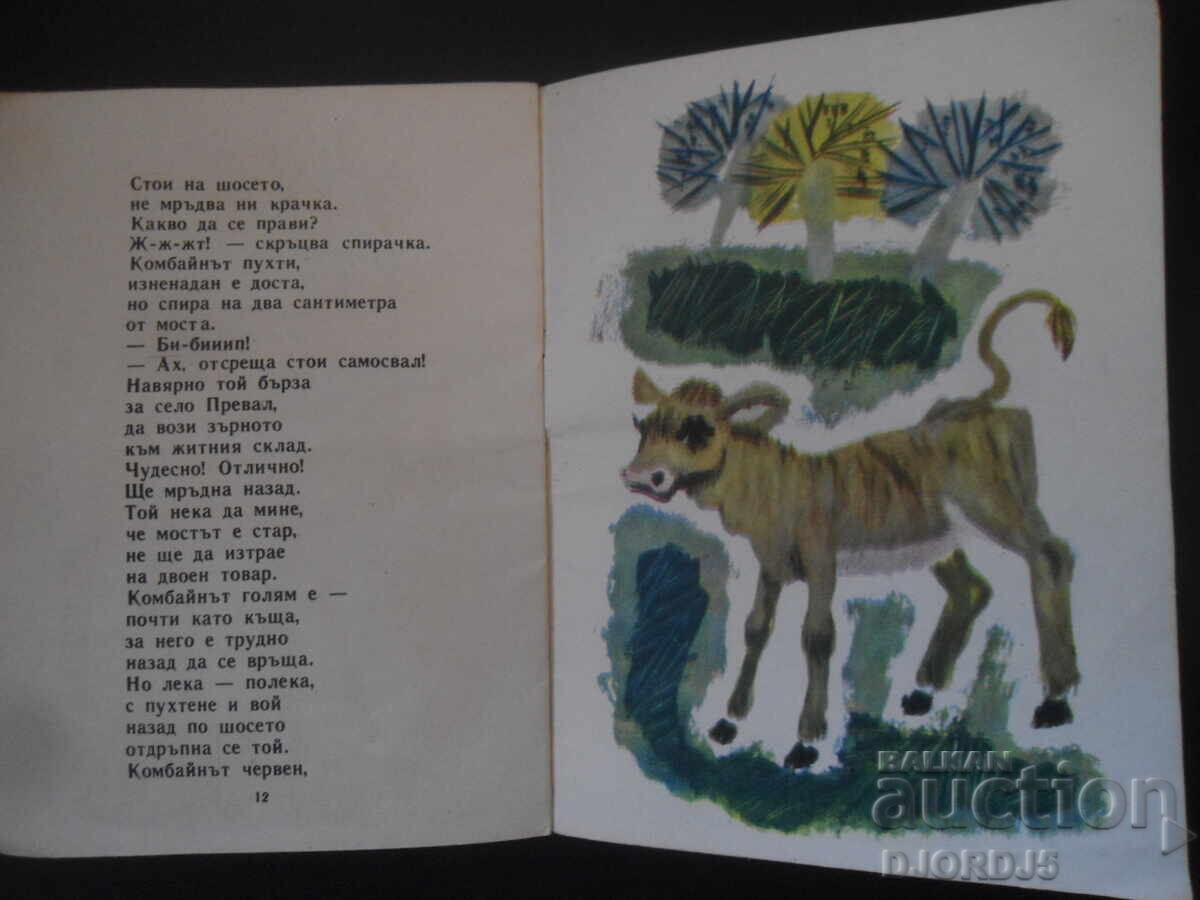 Стои на шосето,
не мръдва ни крачка.
Какво да се прави?
Ж-ж-жт! — скръцва спирачка.
Комбайнът пухти,
изненадан е доста,
но спира на два сантиметра
от моста.
— Би-бииип!
— Ах, отсреща стои самосвал!
Навярно той бърза
за село Превал,
да вози зърното
към житния склад.
Чудесно! Отлично!
Ще мръдна назад.
Той нека да мине,
че мостът е стар,
не ще да изтрае
на двоен товар.
Комбайнът голям е —
почти като къща,
за него е трудно
назад да се връща.
Но лека — полека,
с пухтене и вой
назад по шосето
отдръпна се той.
Комбайнът червен,
12
BALKAN
auction
DJORDJ5